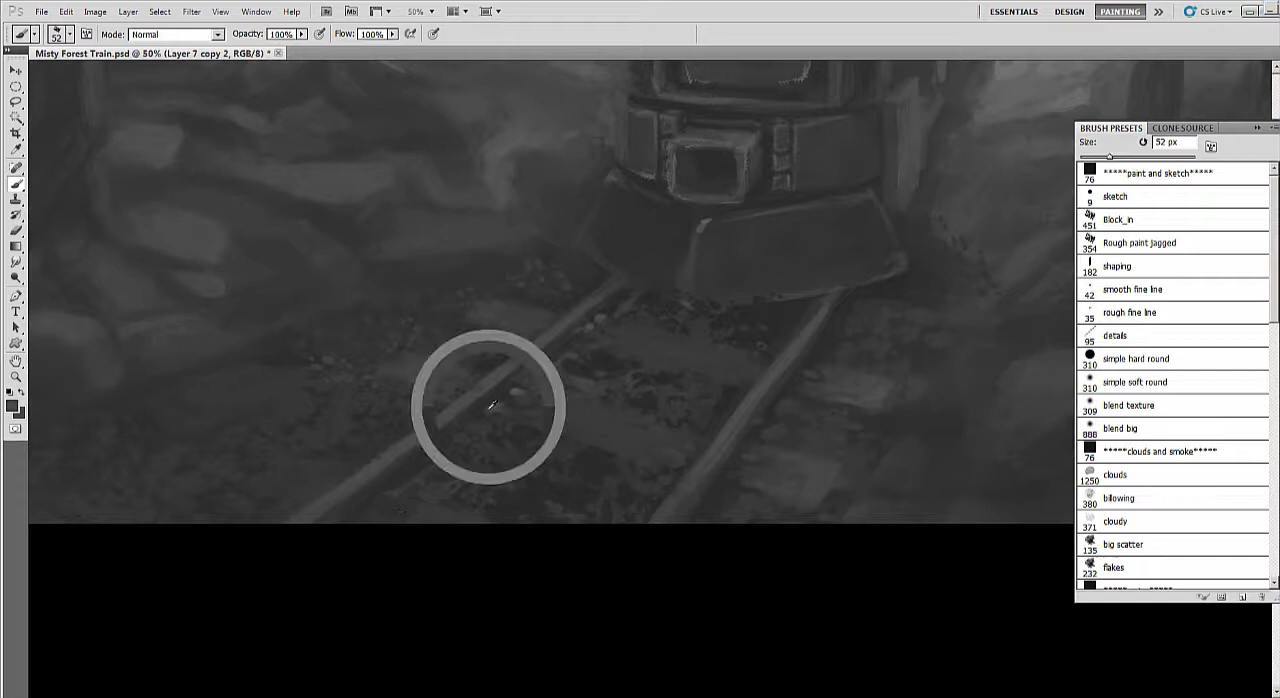 Ps File Edit Image Layer Select Filter View Window Help Br Mb 50% ESSENTIALS DESIGN PAINTING CS Live
52 Mode: Normal Opacity: 100% Flow: 100%
Misty Forest Train.psd @ 50% (Layer 7 copy 2, RGB/8) *
BRUSH PRESETS CLONE SOURCE
Size: 52 px
76 *****paint and sketch*****
9 sketch
451 Block_in
354 Rough paint jagged
182 shaping
42 smooth fine line
35 rough fine line
95 details
310 simple hard round
310 simple soft round
309 blend texture
888 blend big
76 *****clouds and smoke*****
1250 clouds
380 billowing
371 cloudy
135 big scatter
232 flakes